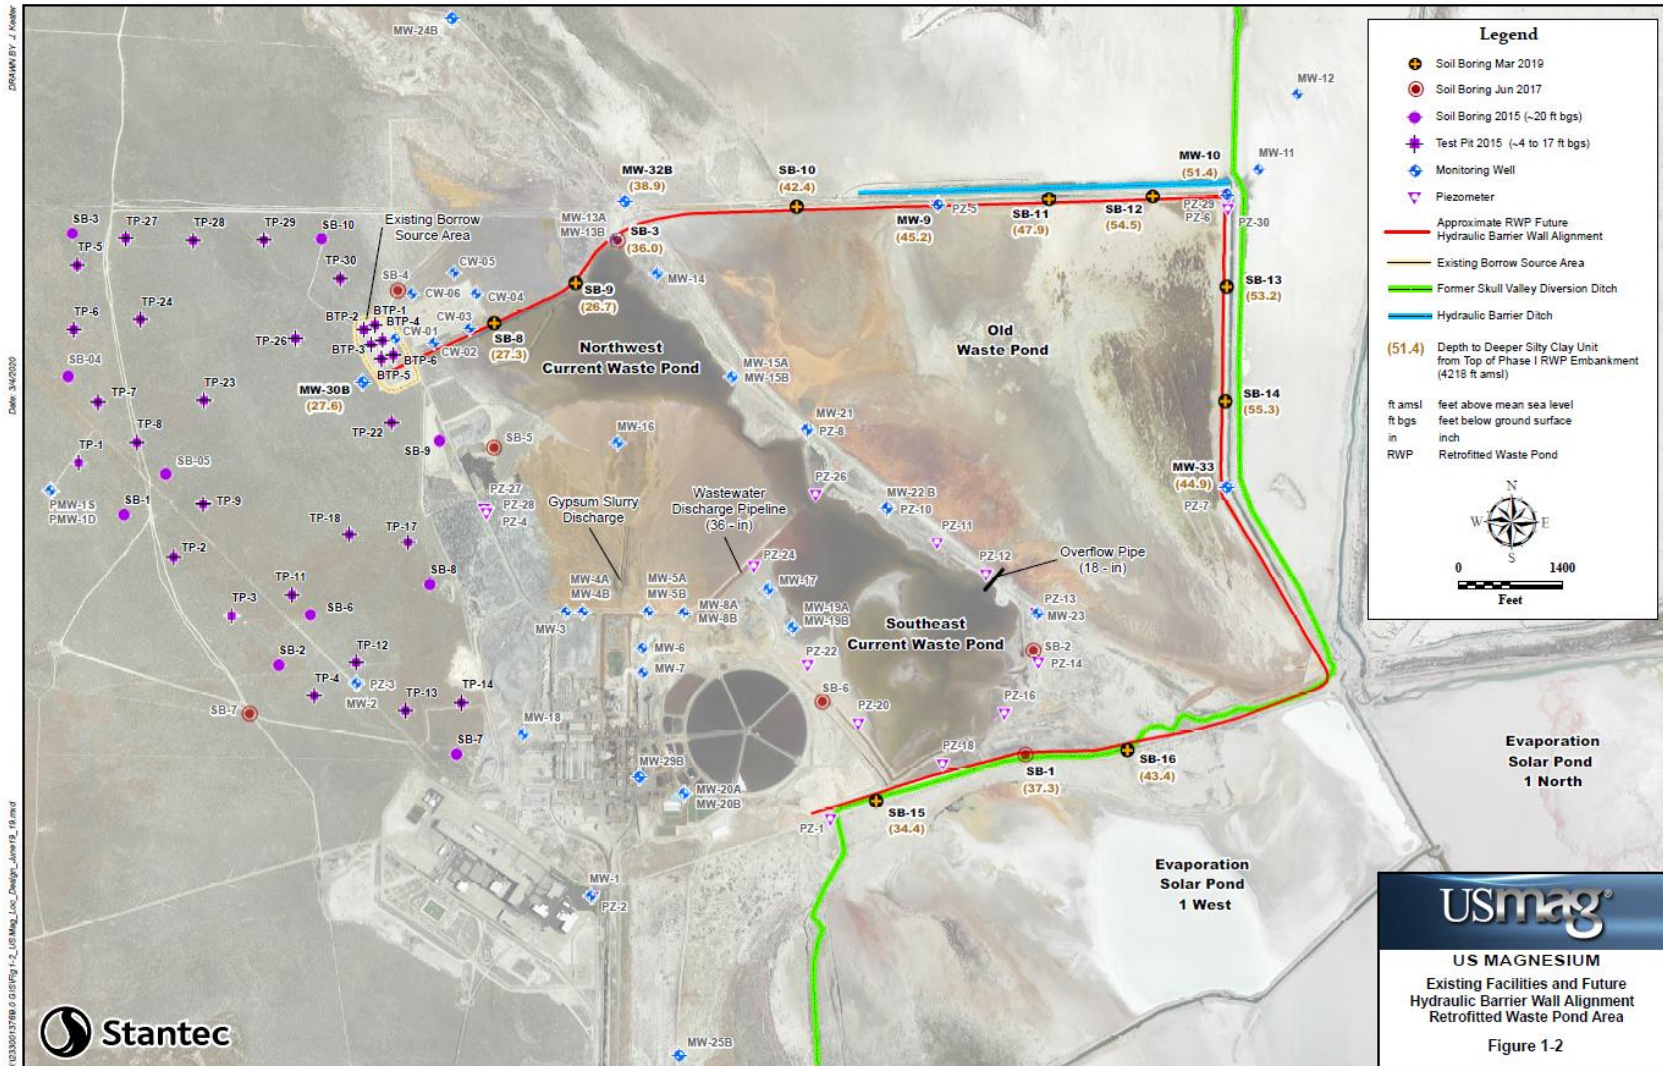 DRAWN BY J. Kesler
Date: 3/4/2020
MW-24B
MW-12
MW-11
MW-32B
(38.9)
SB-10
(42.4)
MW-10
(51.4)
MW-13A
MW-13B
SB-3
(36.0)
MW-9
(45.2)
PZ-5
SB-11
(47.9)
SB-12
(54.5)
PZ-29
PZ-6
PZ-30
SB-3
TP-27
TP-28
TP-29
SB-10
Existing Borrow
Source Area
TP-5
TP-30
SB-4
CW-05
CW-06
CW-04
MW-14
SB-9
(26.7)
SB-13
(53.2)
TP-6
TP-24
TP-26
BTP-1
BTP-2
BTP-4
BTP-3
CW-01
CW-03
CW-02
BTP-6
BTP-5
SB-8
(27.3)
Northwest
Current Waste Pond
Old
Waste Pond
SB-04
MW-30B
(27.6)
MW-15A
MW-15B
SB-14
(55.3)
TP-7
TP-23
TP-8
TP-22
SB-9
SB-5
MW-16
MW-21
PZ-8
TP-1
SB-05
MW-33
(44.9)
PZ-7
PMW-1S
PMW-1D
SB-1
TP-9
PZ-27
PZ-28
PZ-4
Gypsum Slurry
Discharge
Wastewater
Discharge Pipeline
(36 - in)
PZ-26
MW-22 B
PZ-10
TP-18
TP-17
PZ-11
TP-2
PZ-24
PZ-12
Overflow Pipe
(18 - in)
TP-11
SB-8
TP-3
SB-6
MW-4A
MW-4B
MW-5A
MW-5B
MW-8A
MW-8B
MW-17
MW-19A
MW-19B
PZ-13
MW-23
MW-3
Southeast
Current Waste Pond
SB-2
TP-12
MW-6
MW-7
PZ-22
SB-2
PZ-14
PZ-3
TP-4
MW-2
TP-13
TP-14
SB-6
SB-7
PZ-20
PZ-16
MW-18
SB-7
MW-29B
PZ-18
SB-1
(37.3)
SB-16
(43.4)
MW-20A
MW-20B
PZ-1
SB-15
(34.4)
Evaporation
Solar Pond
1 North
Evaporation
Solar Pond
1 West
MW-1
PZ-2
MW-25B
Stantec
Legend
Soil Boring Mar 2019
Soil Boring Jun 2017
Soil Boring 2015 (~20 ft bgs)
Test Pit 2015 (~4 to 17 ft bgs)
Monitoring Well
Piezometer
Approximate RWP Future
Hydraulic Barrier Wall Alignment
Existing Borrow Source Area
Former Skull Valley Diversion Ditch
Hydraulic Barrier Ditch
(51.4) Depth to Deeper Silty Clay Unit
from Top of Phase I RWP Embankment
(4218 ft amsl)
ft amsl feet above mean sea level
ft bgs feet below ground surface
in inch
RWP Retrofitted Waste Pond
N
W E
S
0 1400
Feet
USmag®
US MAGNESIUM
Existing Facilities and Future
Hydraulic Barrier Wall Alignment
Retrofitted Waste Pond Area
Figure 1-2